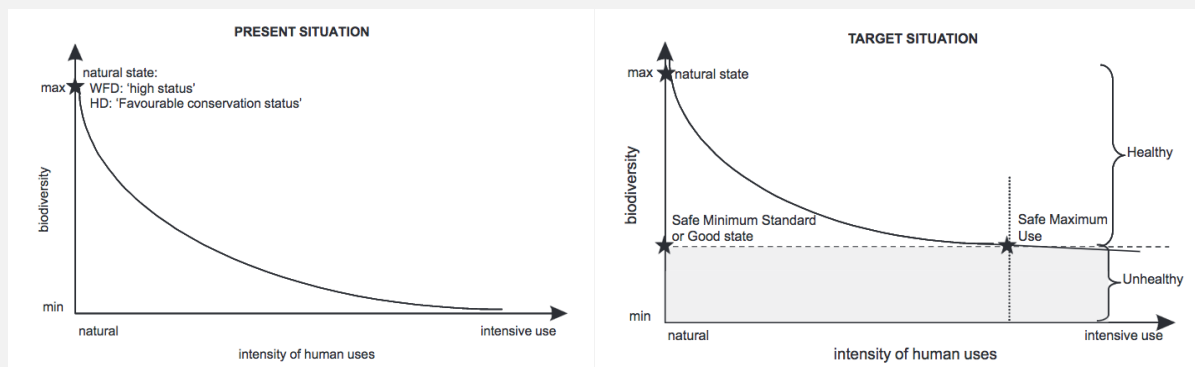 PRESENT SITUATION
natural state:
WFD: 'high status'
HD: 'Favourable conservation status'
max
biodiversity
min
natural
intensive use
intensity of human uses
TARGET SITUATION
max
natural state
Healthy
biodiversity
Safe Minimum Standard
or Good state
Safe Maximum
Use
Unhealthy
min
natural
intensive use
intensity of human uses